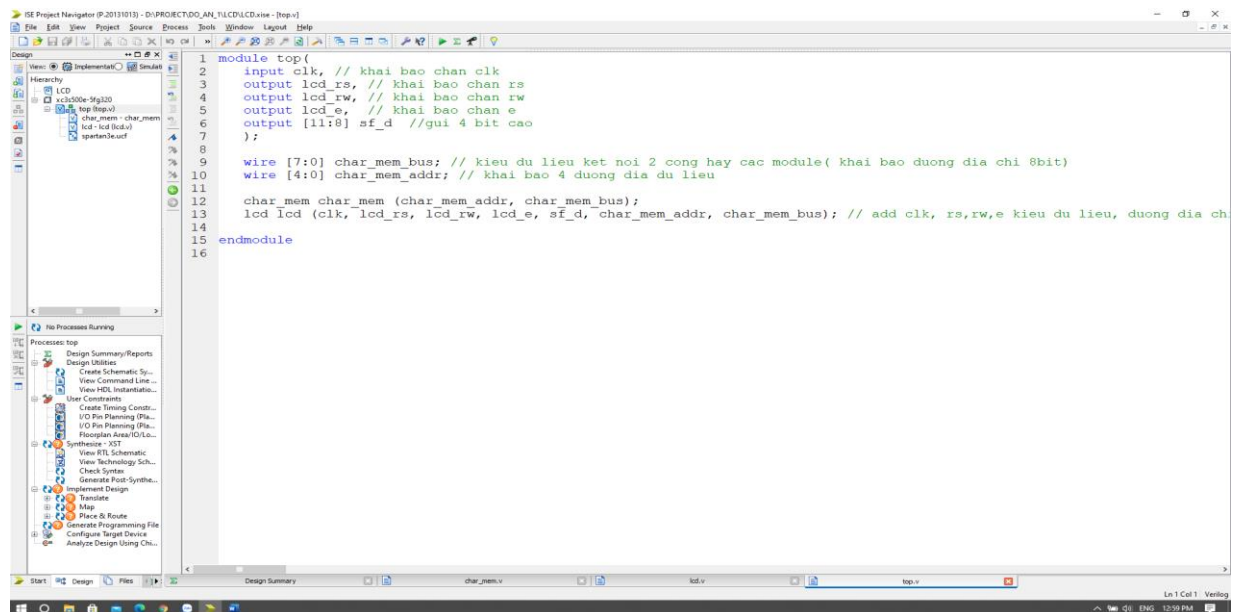 ISE Project Navigator (P.20131013) - D:\PROJECT\DO_AN_1\LCD\LCD.xise - [top.v]
File Edit View Project Source Process Tools Window Layout Help
Design
View: Implementati Simulati
Hierarchy
LCD
xc3s500e-5fg320
top (top.v)
char_mem - char_mem
lcd - lcd (lcd.v)
spartan3e.ucf
No Processes Running
Processes: top
Design Summary/Reports
Design Utilities
Create Schematic Sy...
View Command Line ...
View HDL Instantiatio...
User Constraints
Create Timing Constr...
I/O Pin Planning (Pla...
I/O Pin Planning (Pla...
Floorplan Area/IO/Lo...
Synthesize - XST
View RTL Schematic
View Technology Sch...
Check Syntax
Generate Post-Synthe...
Implement Design
Translate
Map
Place & Route
Generate Programming File
Configure Target Device
Analyze Design Using Chi...
Start Design Files
1 module top(
2 input clk, // khai bao chan clk
3 output lcd_rs, // khai bao chan rs
4 output lcd_rw, // khai bao chan rw
5 output lcd_e, // khai bao chan e
6 output [11:8] sf_d //gui 4 bit cao
7 );
8
9 wire [7:0] char_mem_bus; // kieu du lieu ket noi 2 cong hay cac module( khai bao duong dia chi 8bit)
10 wire [4:0] char_mem_addr; // khai bao 4 duong dia du lieu
11
12 char_mem char_mem (char_mem_addr, char_mem_bus);
13 lcd lcd (clk, lcd_rs, lcd_rw, lcd_e, sf_d, char_mem_addr, char_mem_bus); // add clk, rs,rw,e kieu du lieu, duong dia ch
14
15 endmodule
16
Design Summary char_mem.v lcd.v top.v
Ln 1 Col 1 Verilog
ENG 12:59 PM